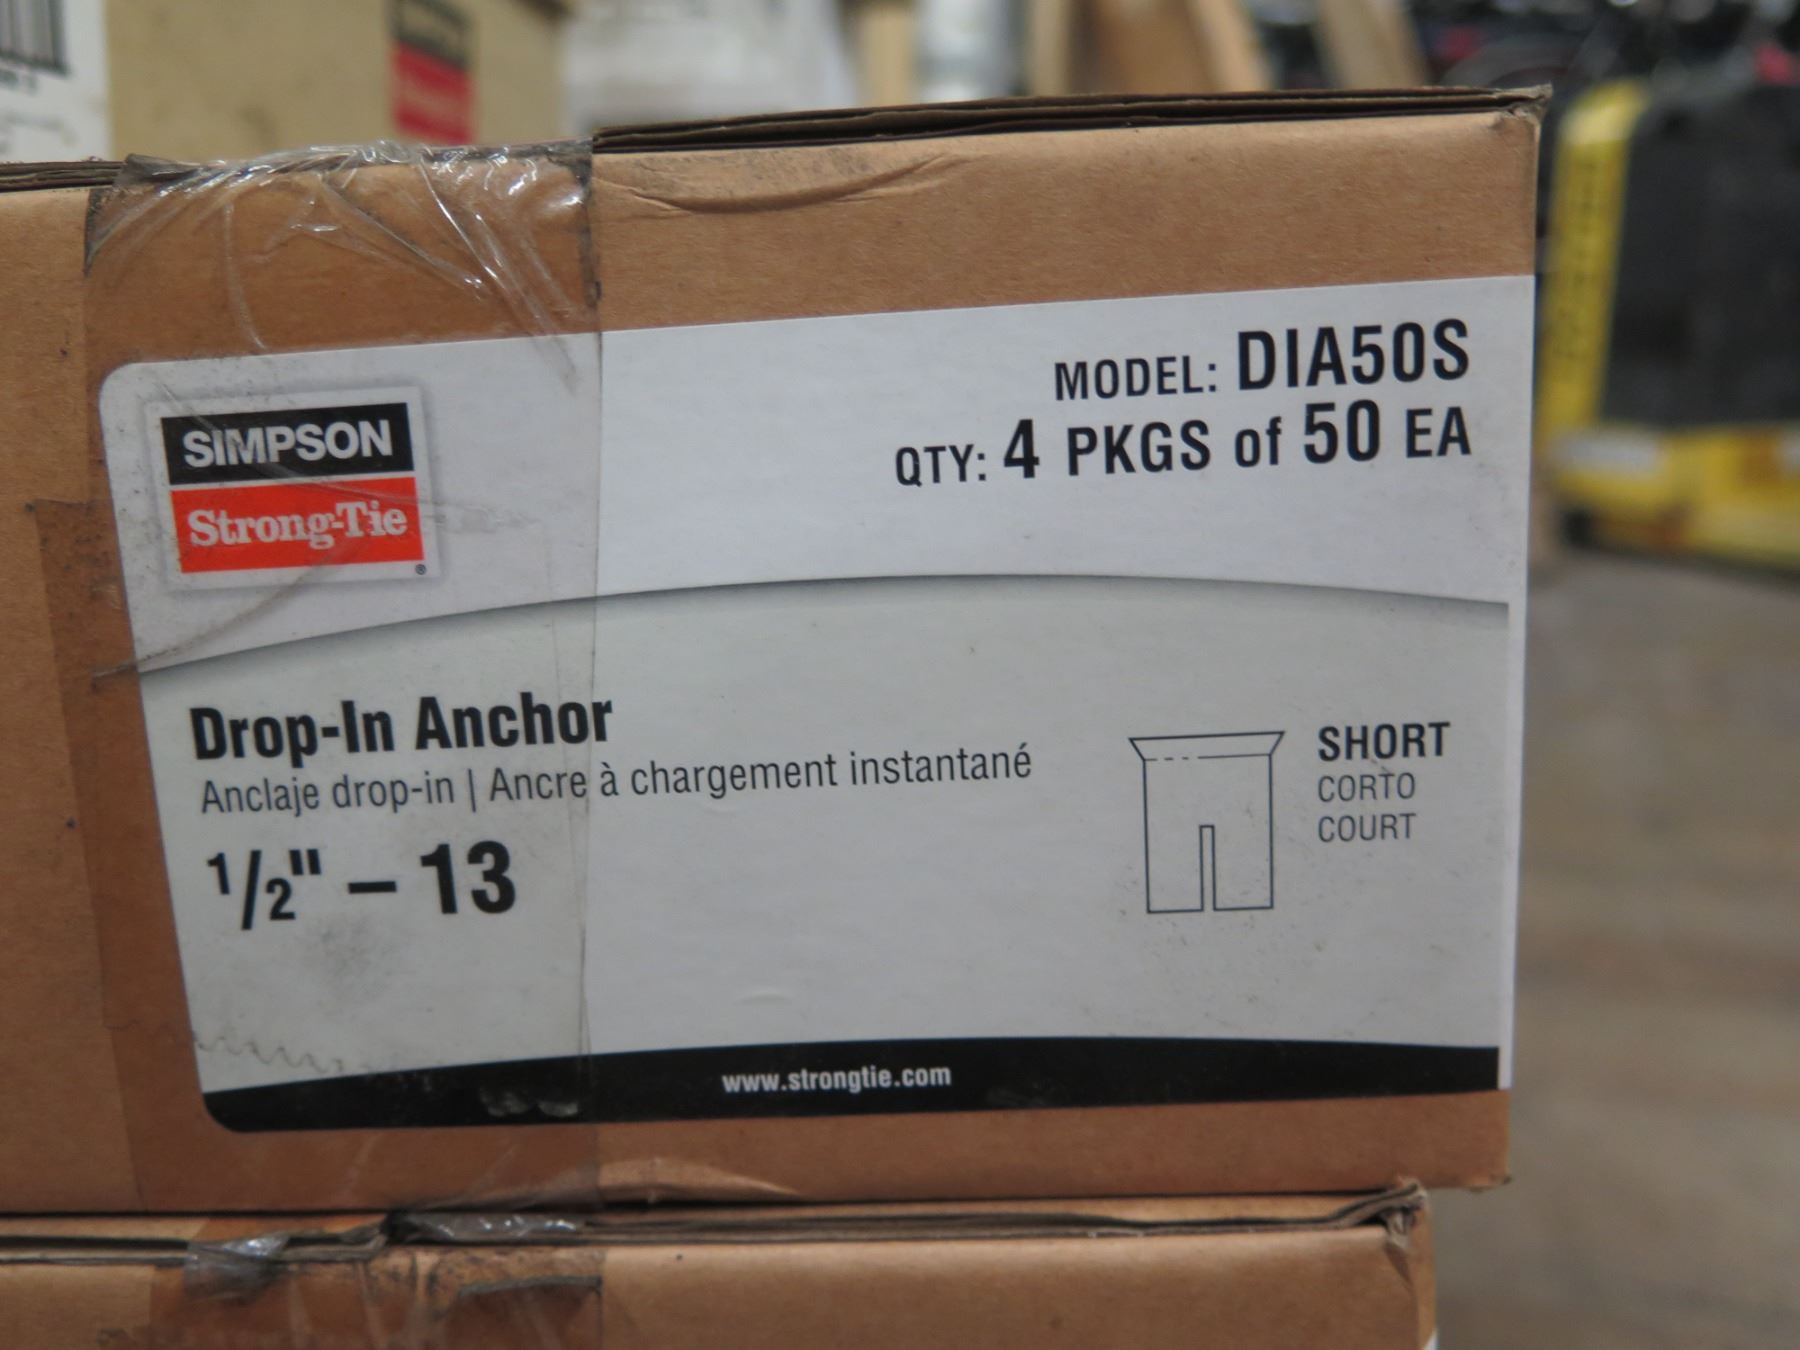 SIMPSON
Strong-Tie
®
MODEL: DIA50S
QTY: 4 PKGS of 50 EA
Drop-In Anchor
Anclaje drop-in | Ancre à chargement instantané
1/2" – 13
SHORT
CORTO
COURT
www.strongtie.com